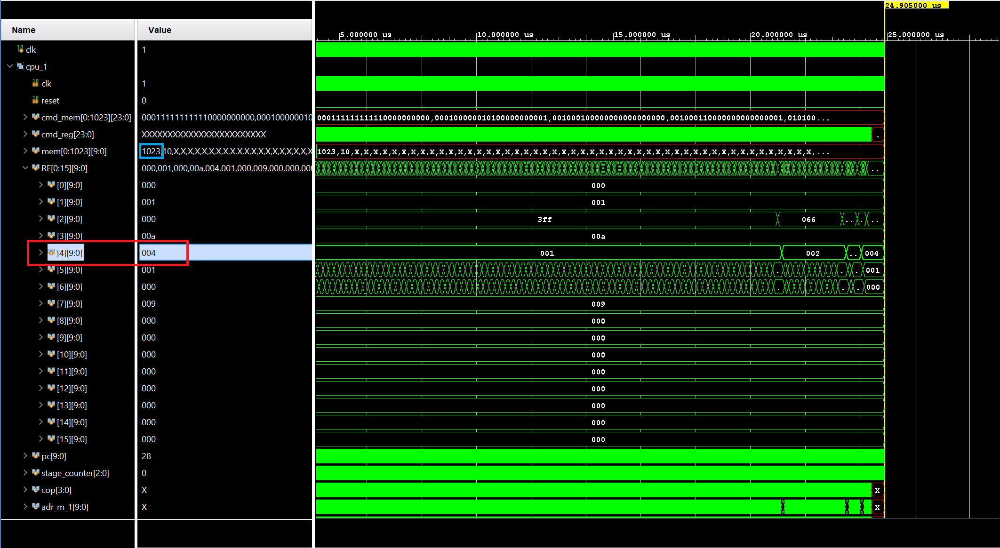 24.905000 us
Name Value 5.000000 us 10.000000 us 15.000000 us 20.000000 us 25.000000 us
clk 1
cpu_1
clk 1
reset 0
cmd_mem[0:1023][23:0] 000111111111110000000000,000100000010 000111111111110000000000,000100000010100000000001,001000100000000000000000,001000110000000000000001,010100...
cmd_reg[23:0] XXXXXXXXXXXXXXXXXXXXXXXX .
mem[0:1023][9:0] 1023,10,X,X,X,X,X,X,X,X,X,X,X,X,X,X,X,X,X,X,X,X 1023,10,X,X,X,X,X,X,X,X,X,X,X,X,X,X,X,X,X,X,X,X,X,X,X,X,X,X,X,X,X,X,X,X,X,...
RF[0:15][9:0] 000,001,000,00a,004,001,000,009,000,000,000 ..
[0][9:0] 000 000
[1][9:0] 001 001
[2][9:0] 000 3ff 066 .. . ..
[3][9:0] 00a 00a
[4][9:0] 004 001 002 .. 004
[5][9:0] 001 . . . 001
[6][9:0] 000 . . . 000
[7][9:0] 009 009
[8][9:0] 000 000
[9][9:0] 000 000
[10][9:0] 000 000
[11][9:0] 000 000
[12][9:0] 000 000
[13][9:0] 000 000
[14][9:0] 000 000
[15][9:0] 000 000
pc[9:0] 28
stage_counter[2:0] 0
cop[3:0] X X
adr_m_1[9:0] X X